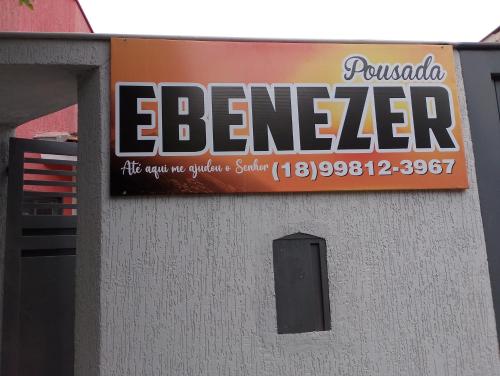 Pousada
EBENEZER
Até aqui me ajudou o Senhor (18)99812-3967